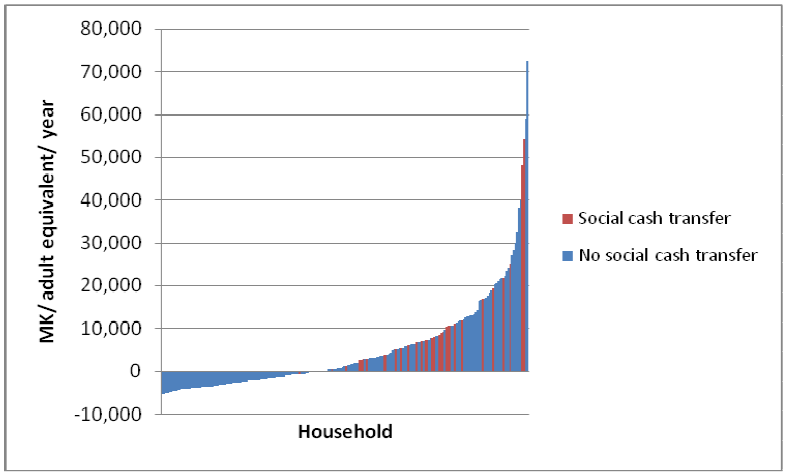 80,000
70,000
60,000
50,000
40,000
30,000
20,000
10,000
0
-10,000
MK/ adult equivalent/ year
Household
Social cash transfer
No social cash transfer